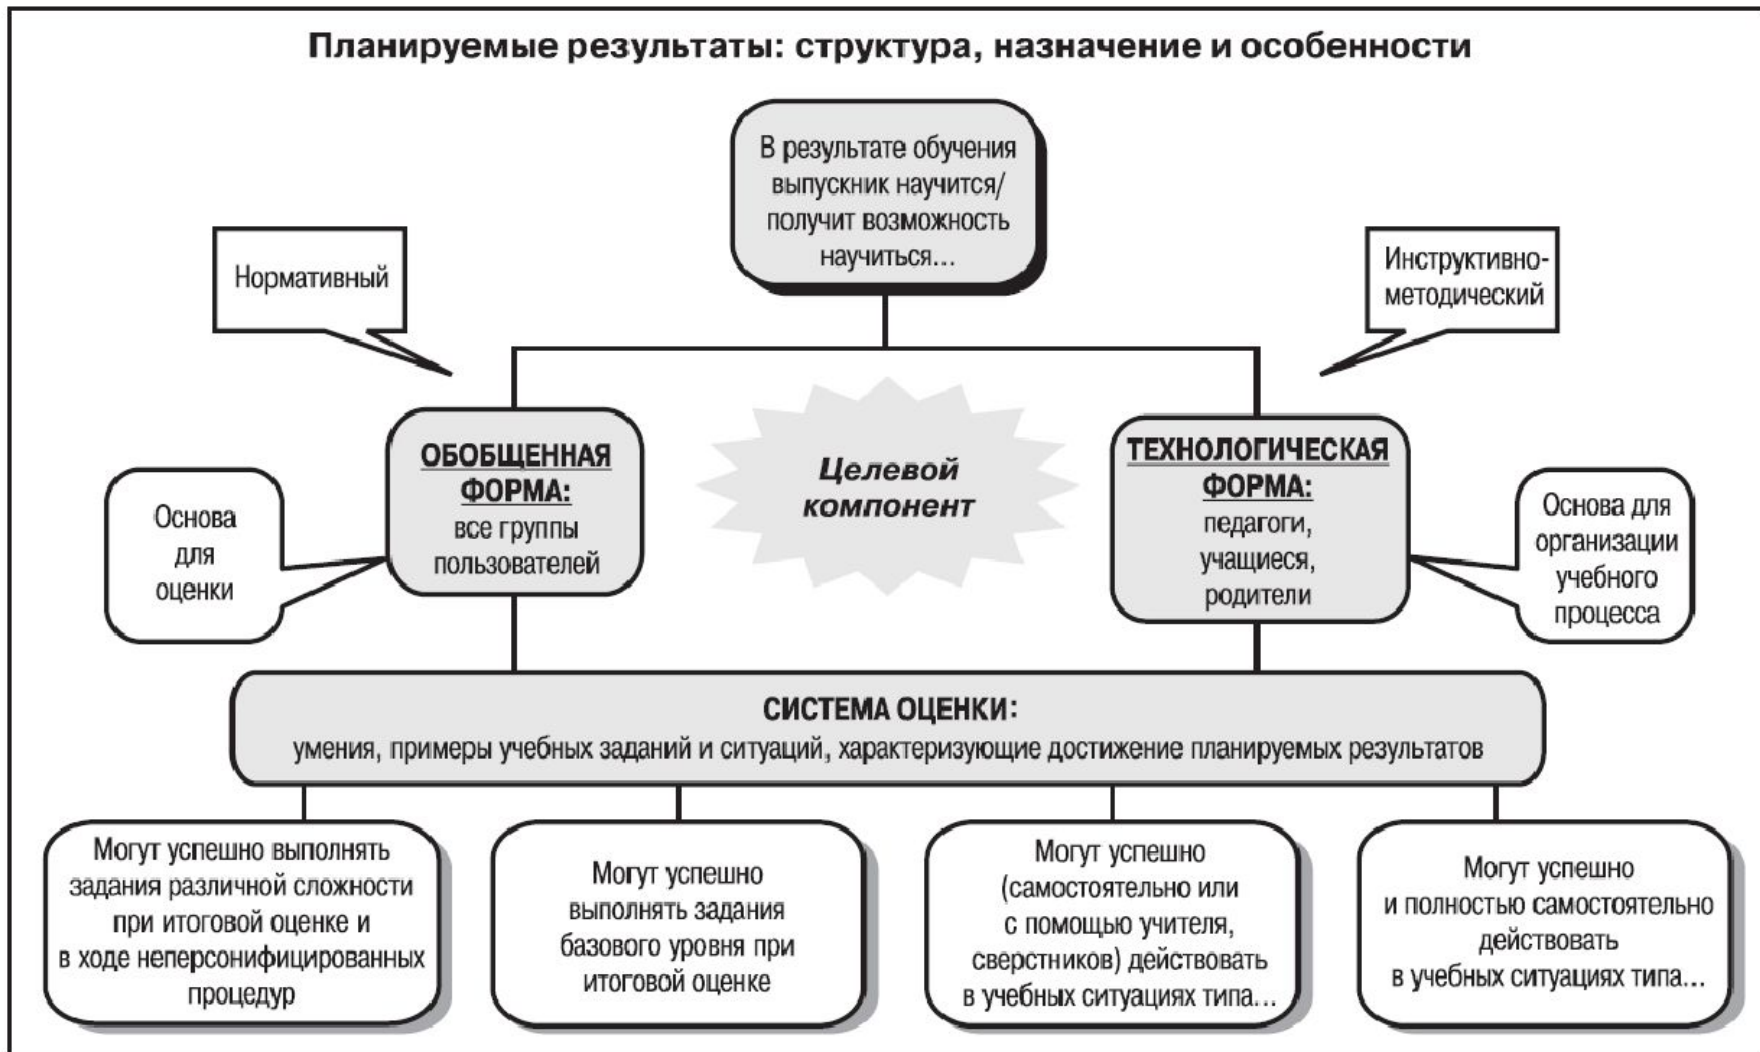 Планируемые результаты: структура, назначение и особенности
В результате обучения
выпускник научится/
получит возможность
научиться...
Нормативный
Инструктивно-
методический
ОБОБЩЕННАЯ
ФОРМА:
все группы
пользователей
Целевой
компонент
ТЕХНОЛОГИЧЕСКАЯ
ФОРМА:
педагоги,
учащиеся,
родители
Основа
для
оценки
Основа для
организации
учебного
процесса
СИСТЕМА ОЦЕНКИ:
умения, примеры учебных заданий и ситуаций, характеризующие достижение планируемых результатов
Могут успешно выполнять
задания различной сложности
при итоговой оценке и
в ходе неперсонифицированных
процедур
Могут успешно
выполнять задания
базового уровня при
итоговой оценке
Могут успешно
(самостоятельно или
с помощью учителя,
сверстников) действовать
в учебных ситуациях типа...
Могут успешно
и полностью самостоятельно
действовать
в учебных ситуациях типа...